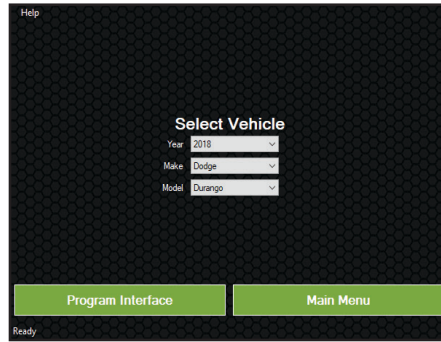 Help
Select Vehicle
Year 2018
Make Dodge
Model Durango
Program Interface Main Menu
Ready